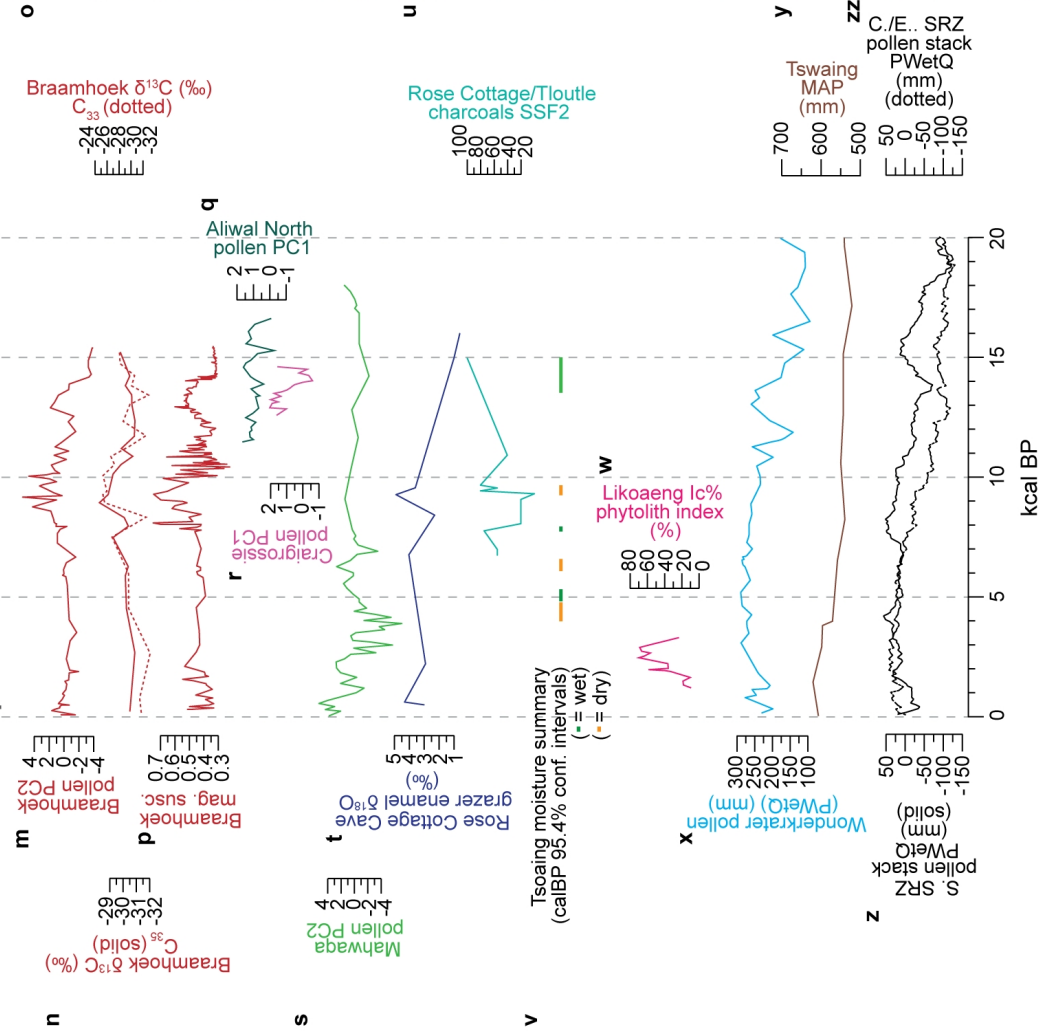 o
Braamhoek δ¹³C (‰)
C₃₃ (dotted)
-24
-26
-28
-30
-32
q
Aliwal North
pollen PC1
2
1
0
-1
u
Rose Cottage/Tloutle
charcoals SSF2
100
80
60
40
20
y
Tswaing
MAP
(mm)
700
600
500
zz
C./E.. SRZ
pollen stack
PWetQ
(mm)
(dotted)
50
0
-50
-100
-150
m
Braamhoek
pollen PC2
4
2
0
-2
-4
p
Braamhoek
mag. susc.
0.7
0.6
0.5
0.4
0.3
r
Craigrossie
pollen PC1
2
1
0
-1
t
Rose Cottage Cave
grazer enamel δ¹⁸O
(‰)
5
4
3
2
1
Tsoaing moisture summary
(calBP 95.4% conf. intervals)
( = wet)
( = dry)
w
Likoaeng Ic%
phytolith index
(%)
80
60
40
20
0
x
Wonderkrater pollen
(PWetQ) (mm)
300
250
200
150
100
z
S. SRZ
pollen stack
PWetQ
(mm)
(solid)
50
0
-50
-100
-150
n
Braamhoek δ¹³C (‰)
C₃₅ (solid)
-29
-30
-31
-32
s
Mahwaga
pollen PC2
4
2
0
-2
-4
v
0
5
10
15
20
kcal BP